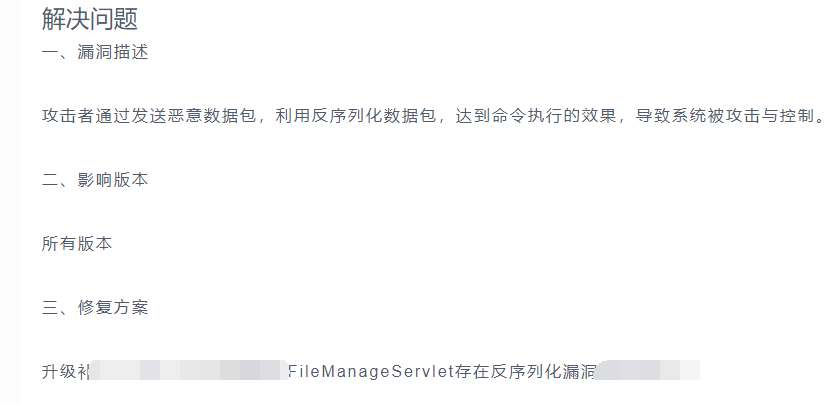 解决问题
一、漏洞描述
攻击者通过发送恶意数据包，利用反序列化数据包，达到命令执行的效果，导致系统被攻击与控制。
二、影响版本
所有版本
三、修复方案
升级补 FileManageServlet存在反序列化漏洞